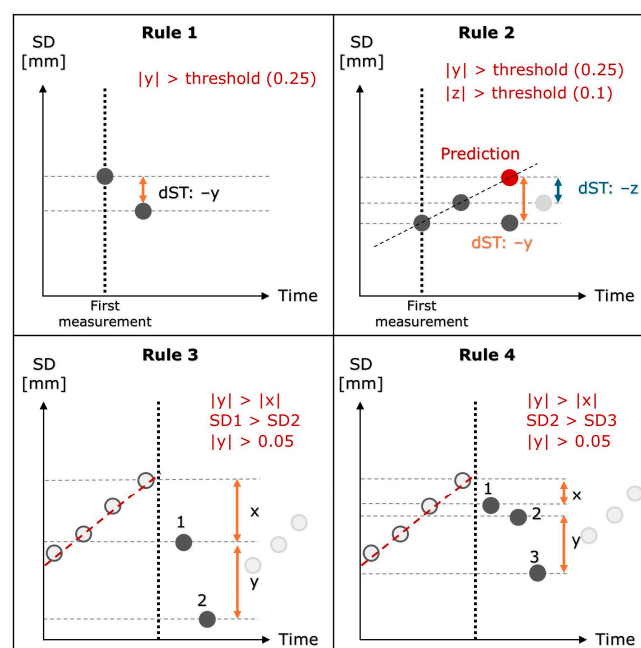 Rule 1
SD
[mm]
|y| > threshold (0.25)
dST: –y
Time
First
measurement
Rule 2
SD
[mm]
|y| > threshold (0.25)
|z| > threshold (0.1)
Prediction
dST: –z
dST: –y
Time
First
measurement
Rule 3
SD
[mm]
|y| > |x|
SD1 > SD2
|y| > 0.05
1
x
y
2
Time
Rule 4
SD
[mm]
|y| > |x|
SD2 > SD3
|y| > 0.05
1
x
2
y
3
Time